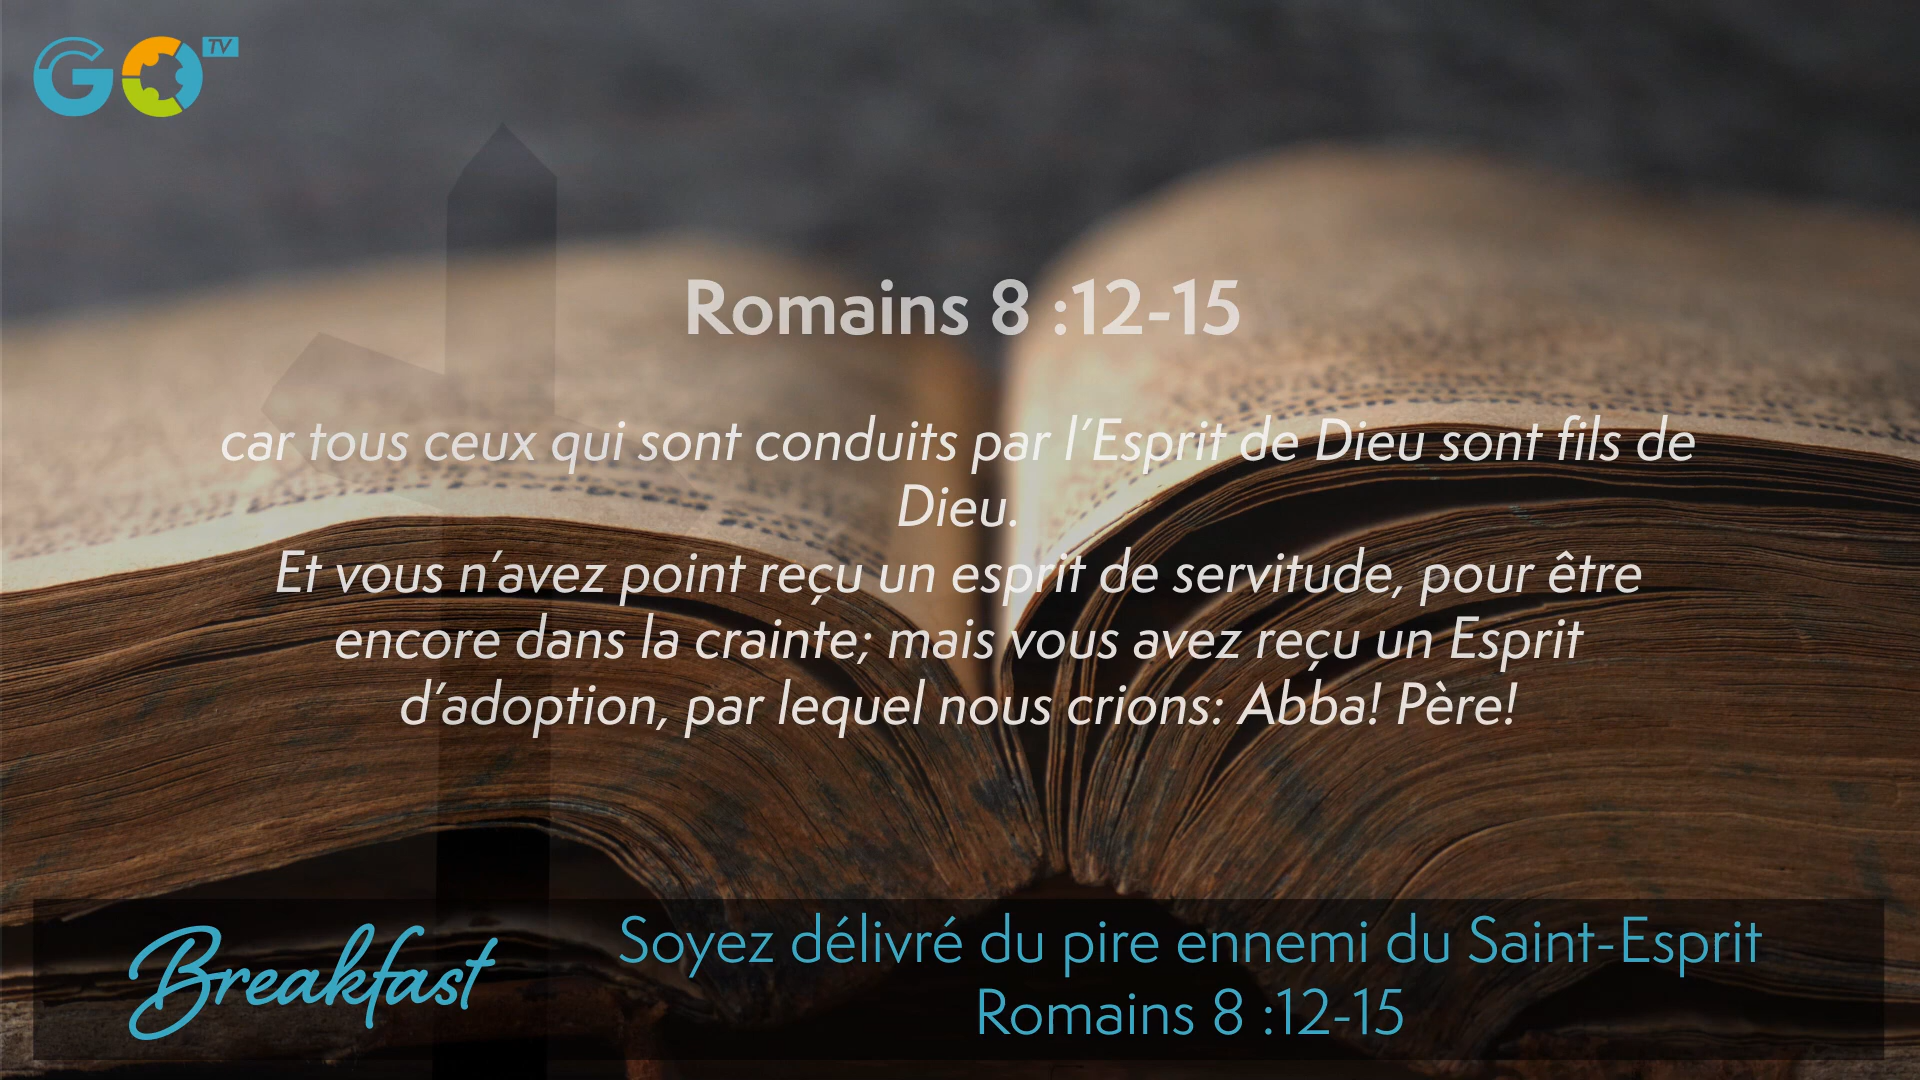 GO TV
Romains 8 :12-15
car tous ceux qui sont conduits par l'Esprit de Dieu sont fils de
Dieu.
Et vous n'avez point reçu un esprit de servitude, pour être
encore dans la crainte; mais vous avez reçu un Esprit
d'adoption, par lequel nous crions: Abba! Père!
Breakfast
Soyez délivré du pire ennemi du Saint-Esprit
Romains 8 :12-15